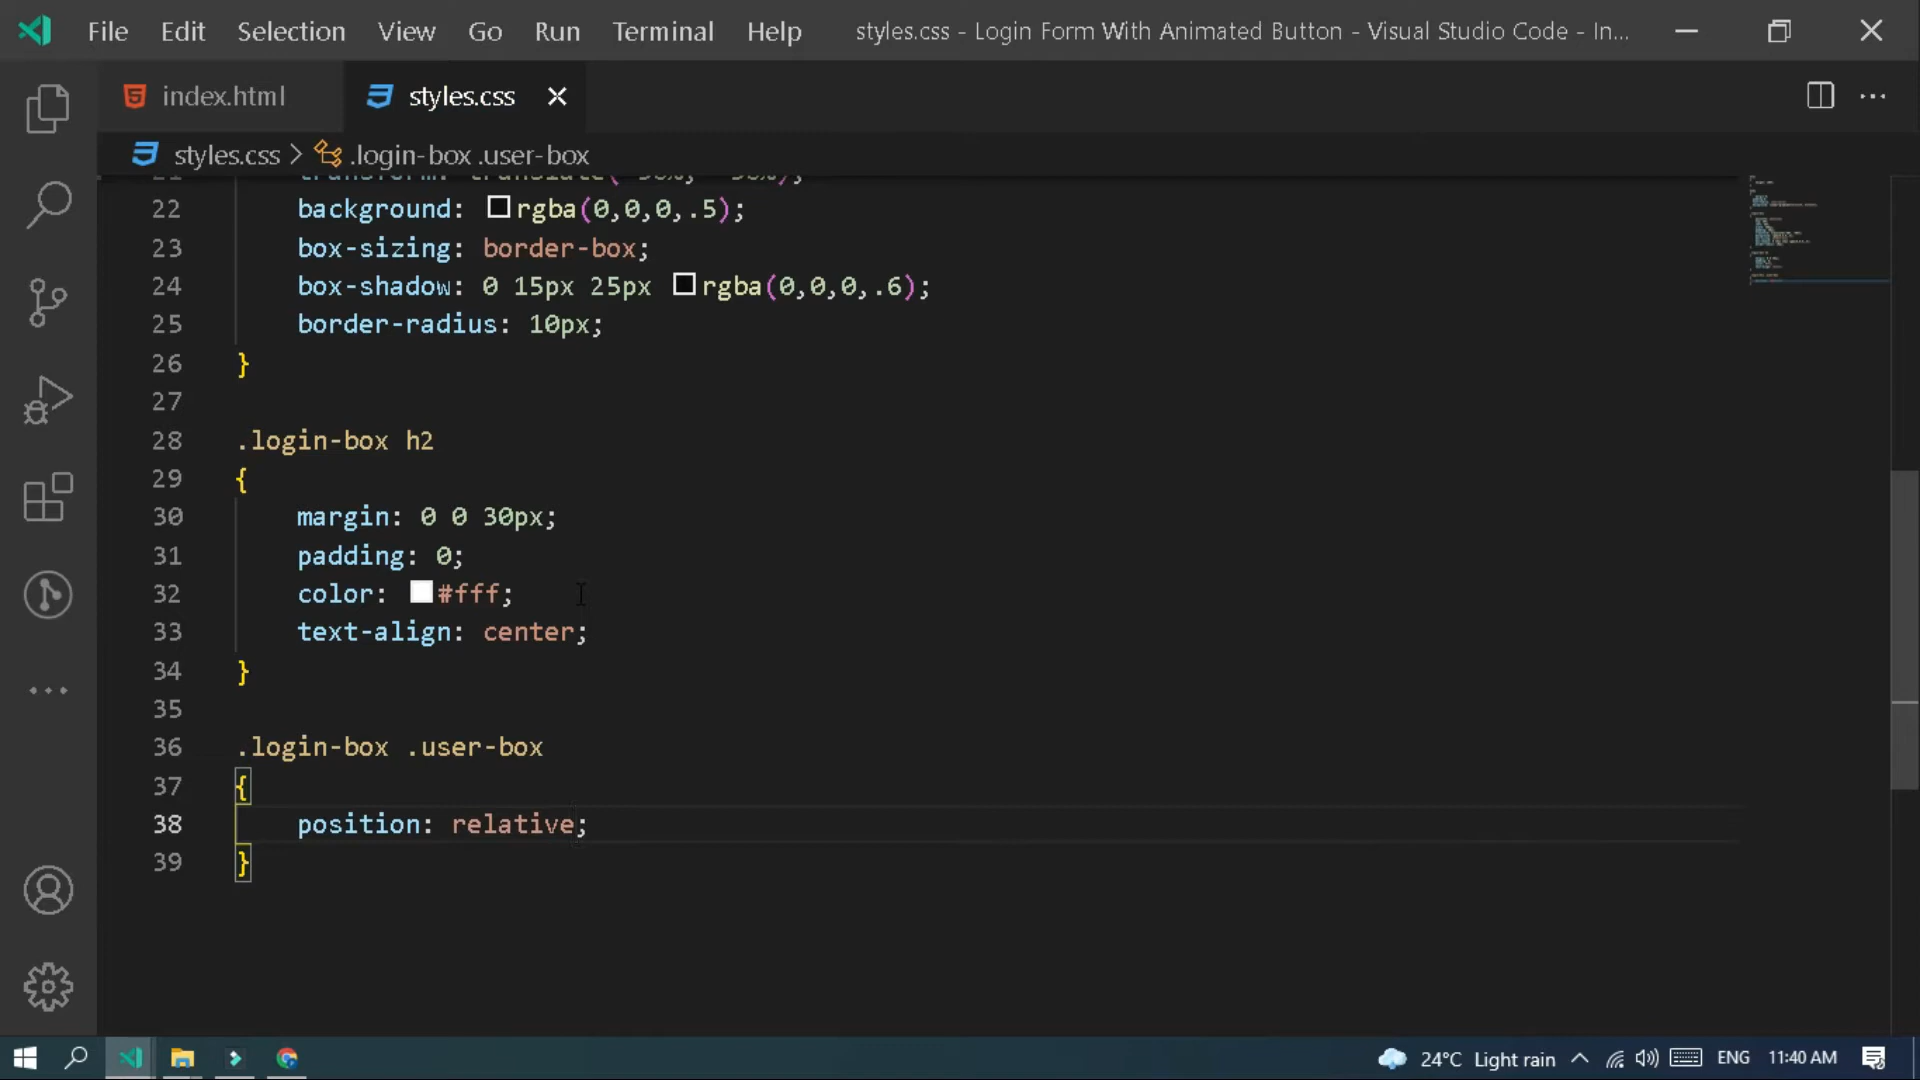 File Edit Selection View Go Run Terminal Help styles.css - Login Form With Animated Button - Visual Studio Code - In...
index.html styles.css
styles.css > .login-box .user-box
22 background: rgba(0,0,0,.5);
23 box-sizing: border-box;
24 box-shadow: 0 15px 25px rgba(0,0,0,.6);
25 border-radius: 10px;
26 }
27
28 .login-box h2
29 {
30 margin: 0 0 30px;
31 padding: 0;
32 color: #fff;
33 text-align: center;
34 }
35
36 .login-box .user-box
37 {
38 position: relative;
39 }
24°C Light rain ENG 11:40 AM